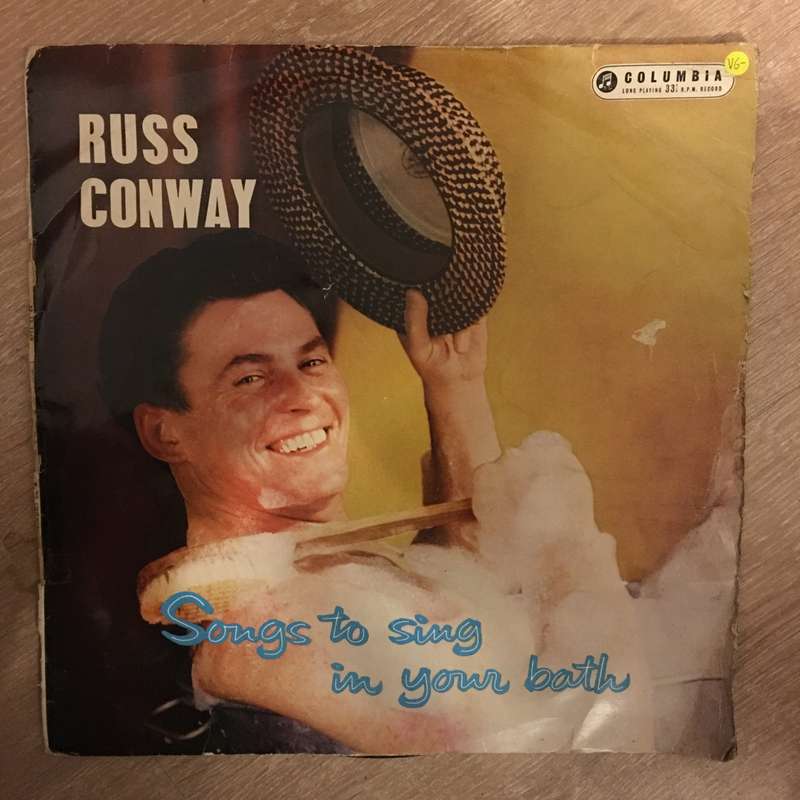 RUSS
CONWAY
COLUMBIA
LONG PLAYING 33⅓ R.P.M. RECORD
VG-
Songs to sing
in your bath